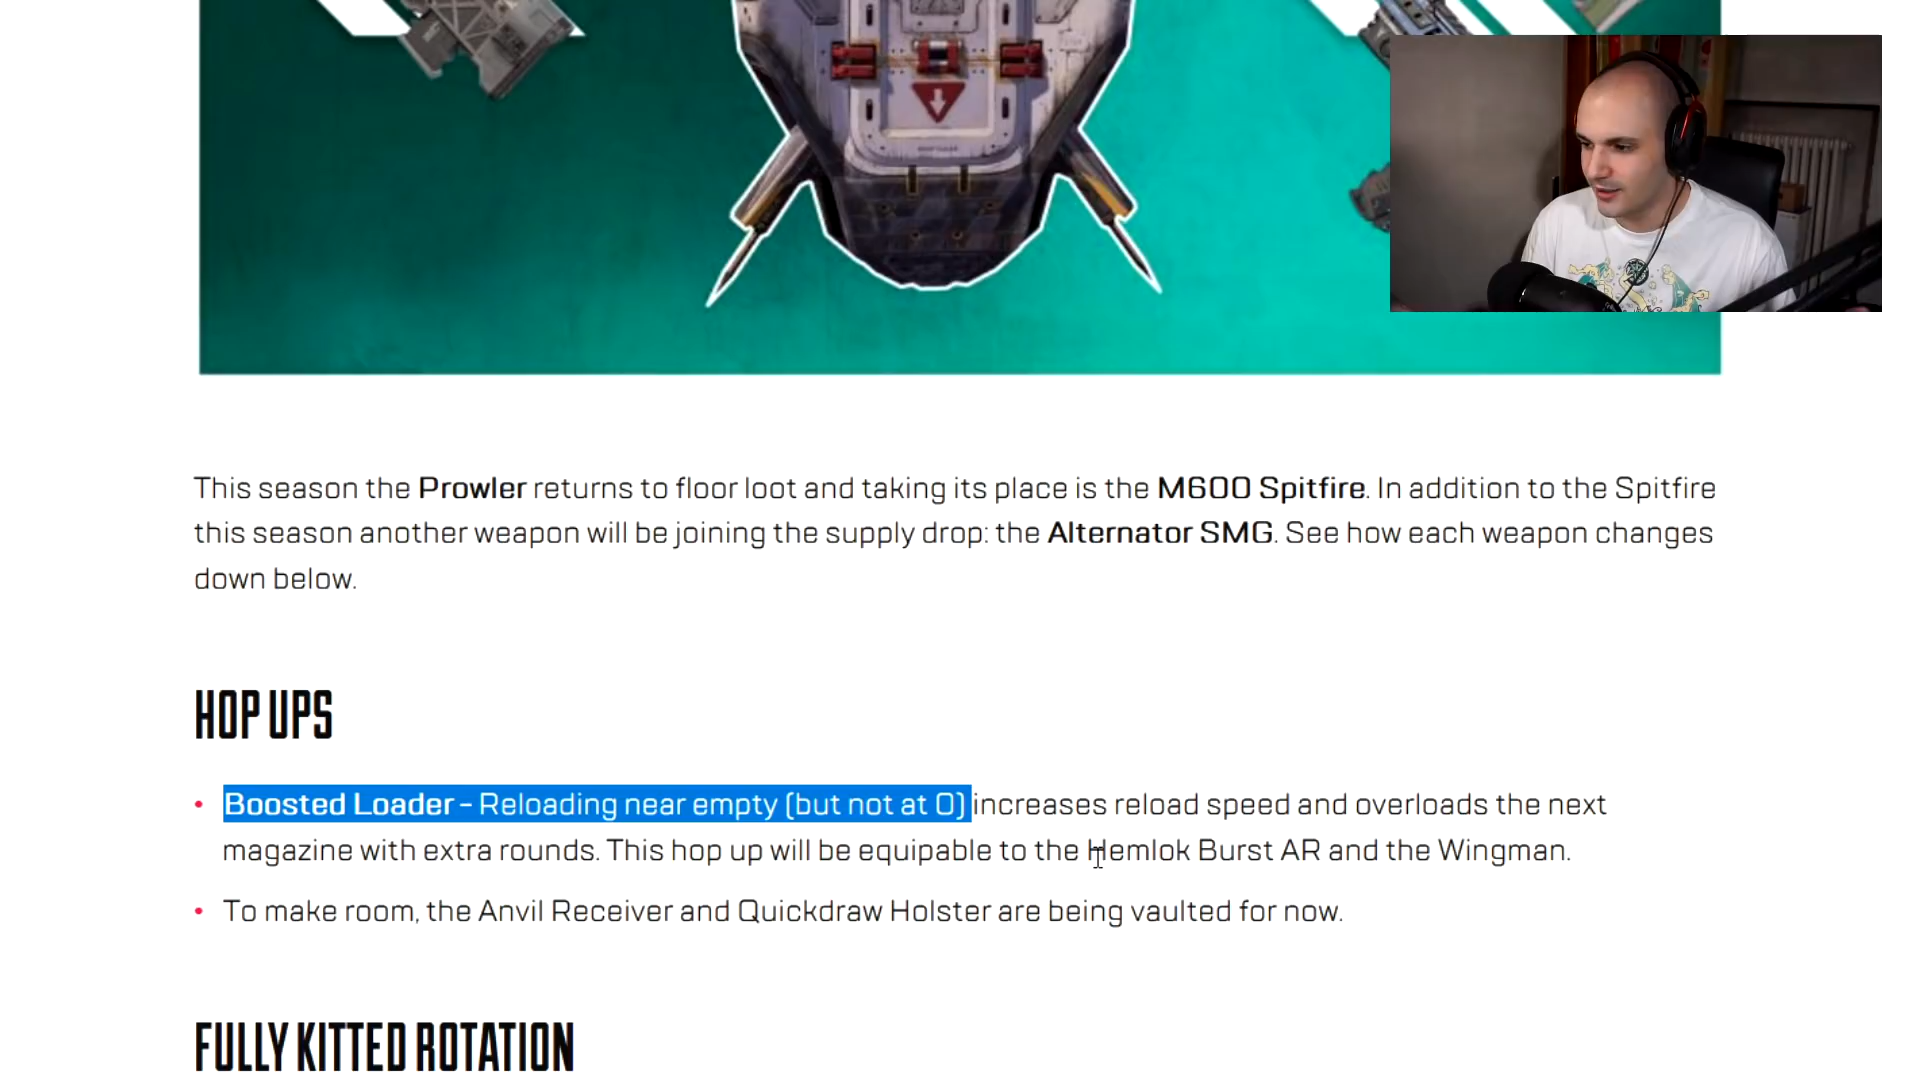 This season the Prowler returns to floor loot and taking its place is the M600 Spitfire. In addition to the Spitfire
this season another weapon will be joining the supply drop: the Alternator SMG. See how each weapon changes
down below.
HOP UPS
• Boosted Loader – Reloading near empty (but not at 0) increases reload speed and overloads the next
magazine with extra rounds. This hop up will be equipable to the Hemlok Burst AR and the Wingman.
• To make room, the Anvil Receiver and Quickdraw Holster are being vaulted for now.
FULLY KITTED ROTATION